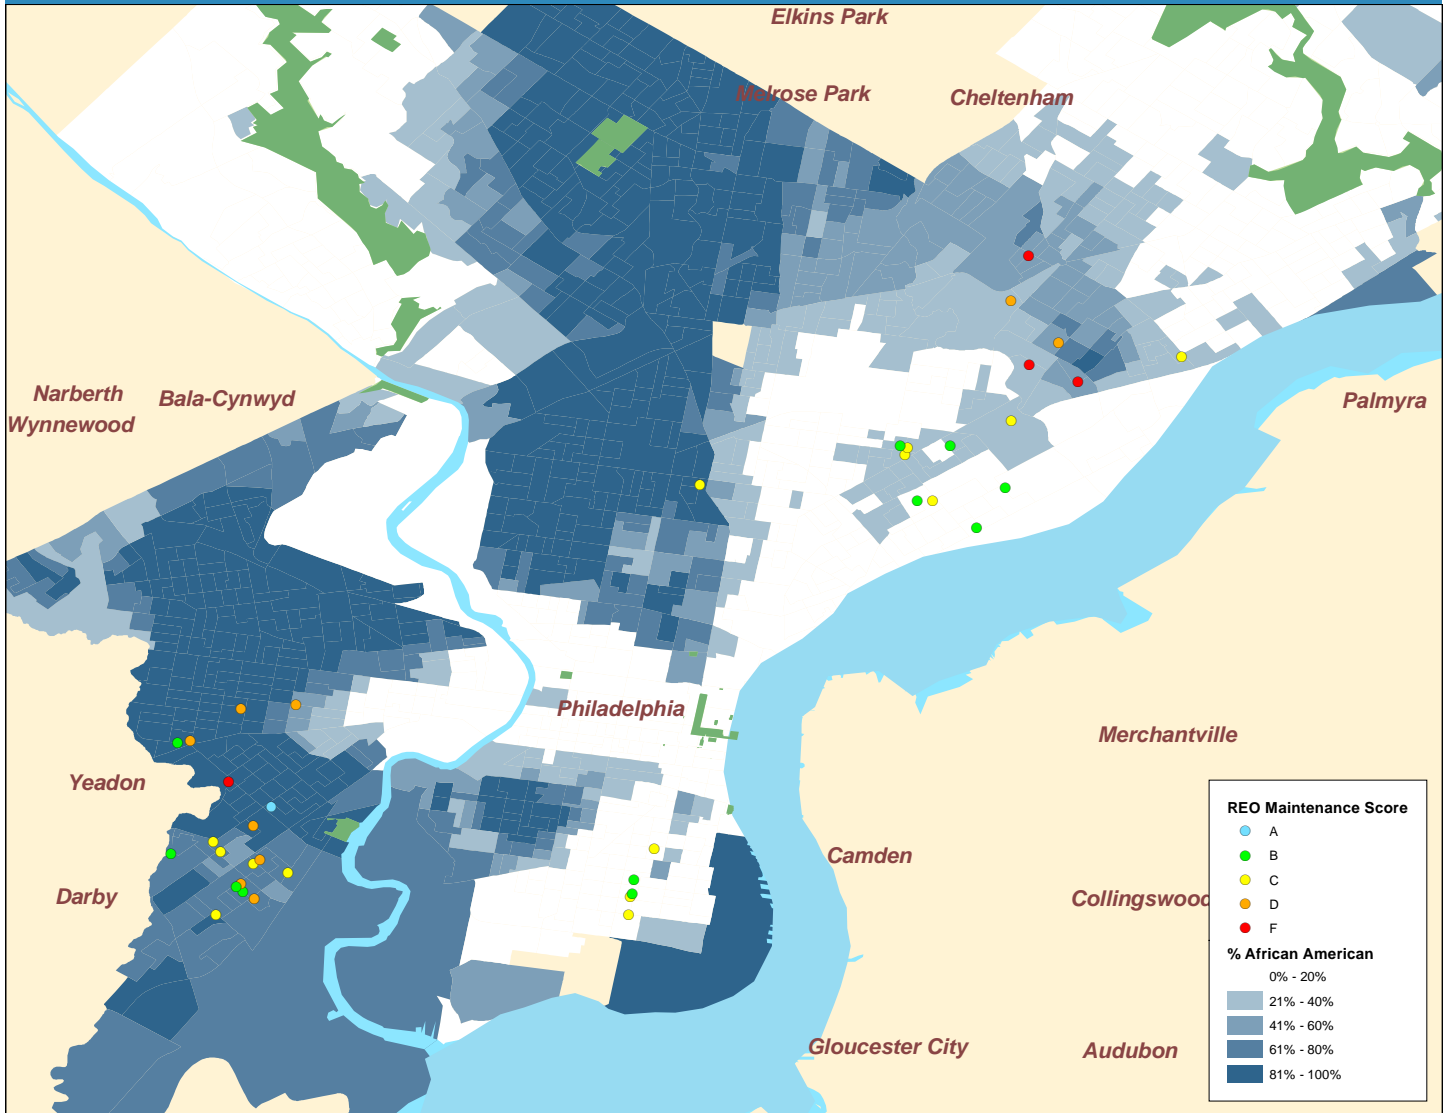 Elkins Park
Melrose Park
Cheltenham
Narberth
Bala-Cynwyd
Wynnewood
Palmyra
Philadelphia
Merchantville
Yeadon
Camden
Darby
Collingswood
Gloucester City
Audubon
REO Maintenance Score
A
B
C
D
F
% African American
0% - 20%
21% - 40%
41% - 60%
61% - 80%
81% - 100%